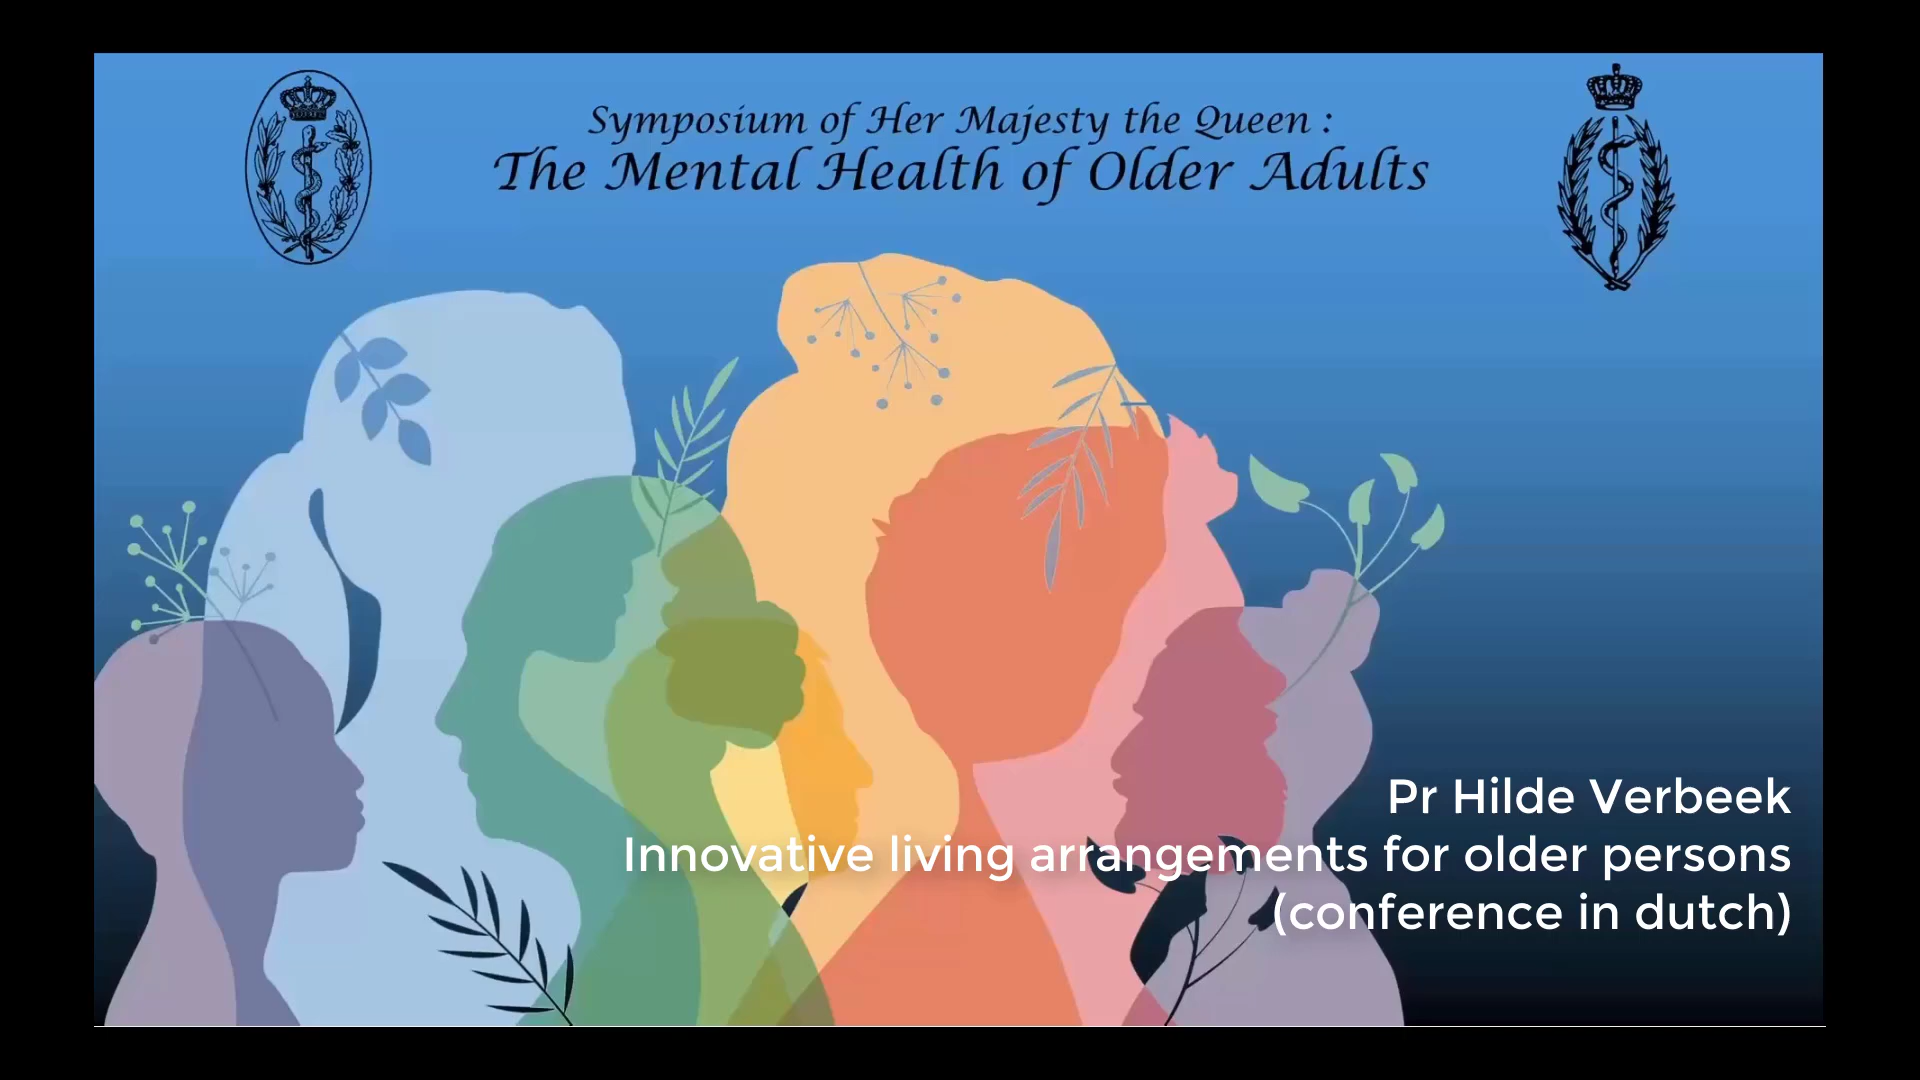 Symposium of Her Majesty the Queen :
The Mental Health of Older Adults
Pr Hilde Verbeek
Innovative living arrangements for older persons
(conference in dutch)